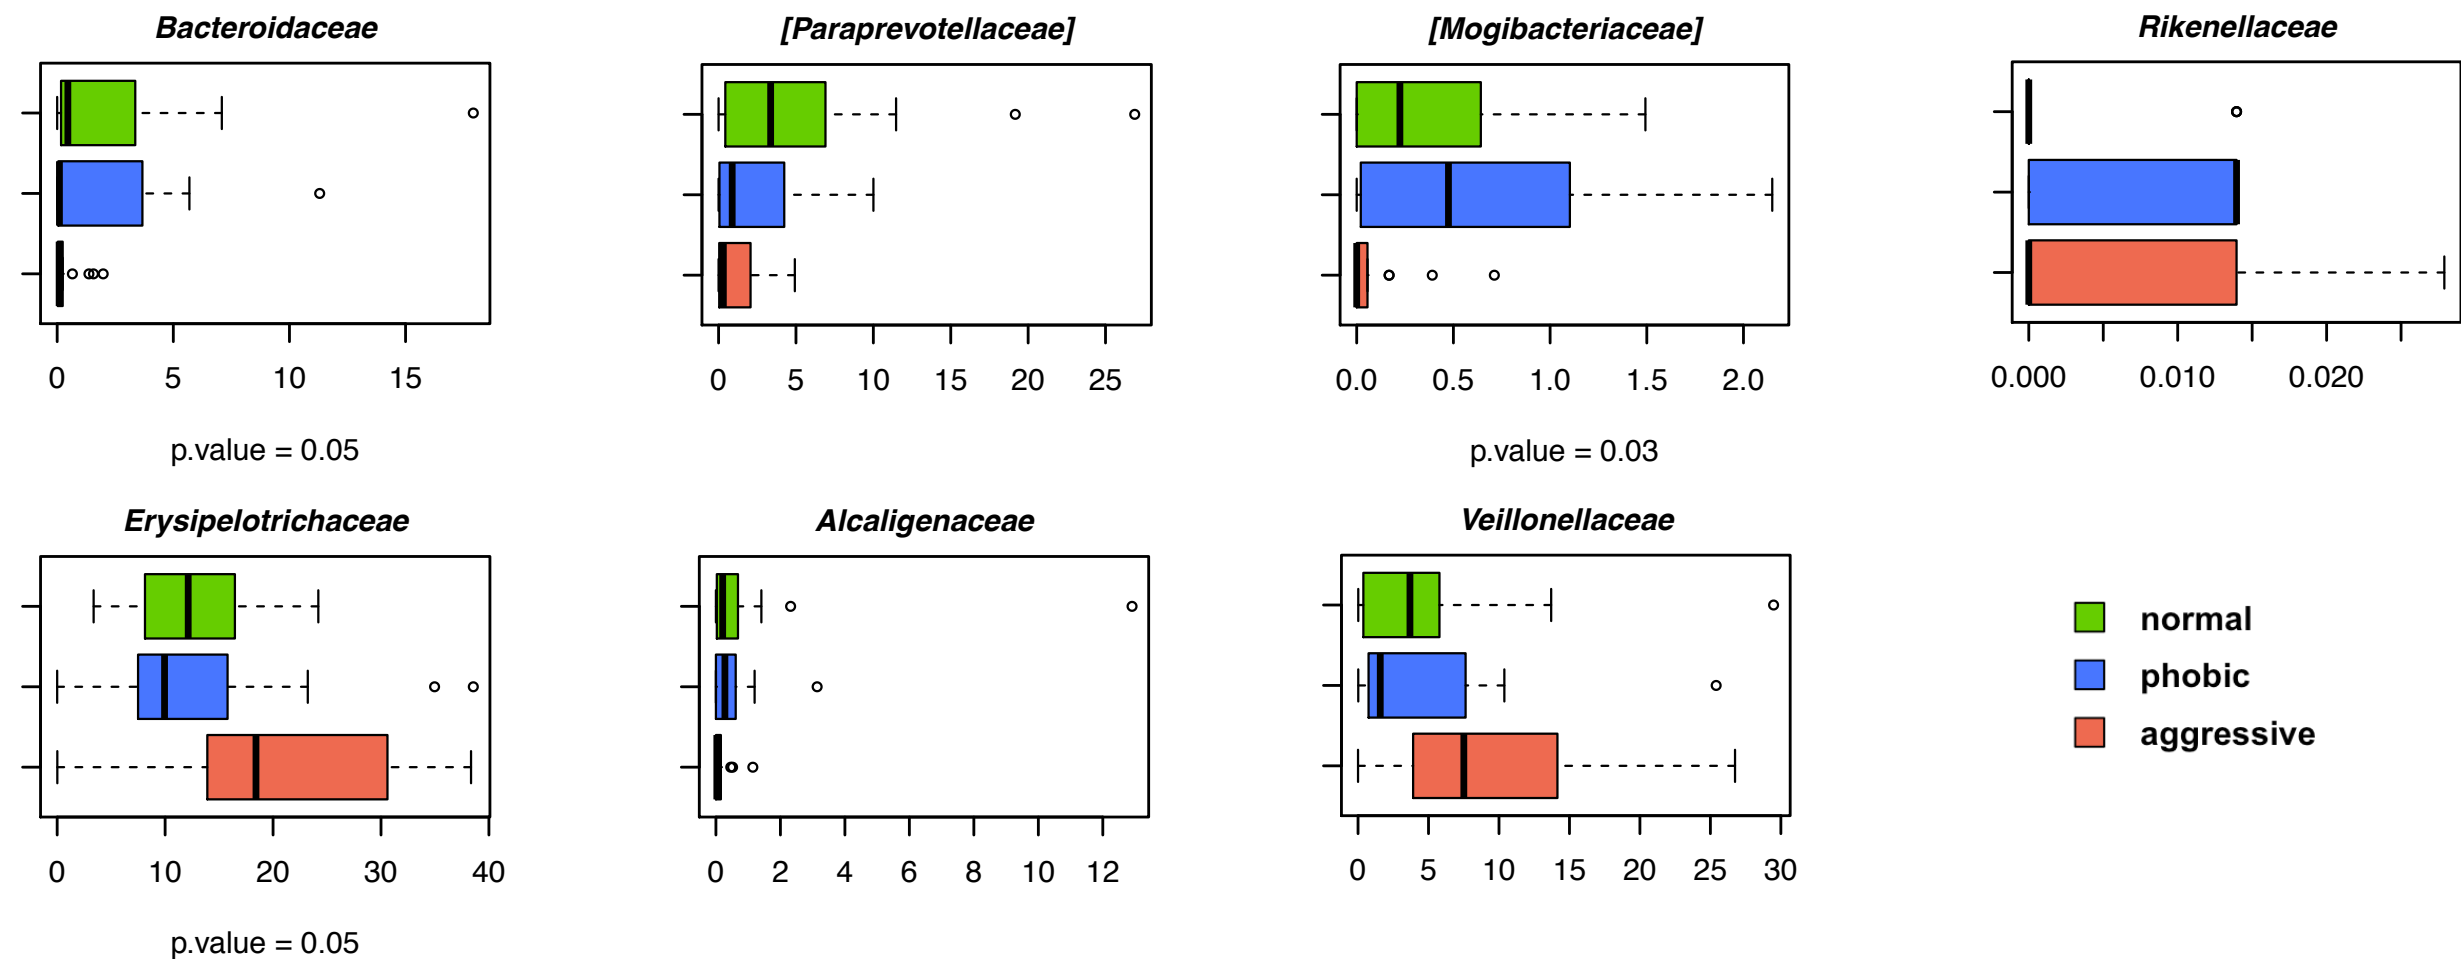 Bacteroidaceae
[Paraprevotellaceae]
[Mogibacteriaceae]
Rikenellaceae
0 5 10 15
0 5 10 15 20 25
0.0 0.5 1.0 1.5 2.0
0.000 0.010 0.020
p.value = 0.05
p.value = 0.03
Erysipelotrichaceae
Alcaligenaceae
Veillonellaceae
normal
phobic
aggressive
0 10 20 30 40
0 2 4 6 8 10 12
0 5 10 15 20 25 30
p.value = 0.05